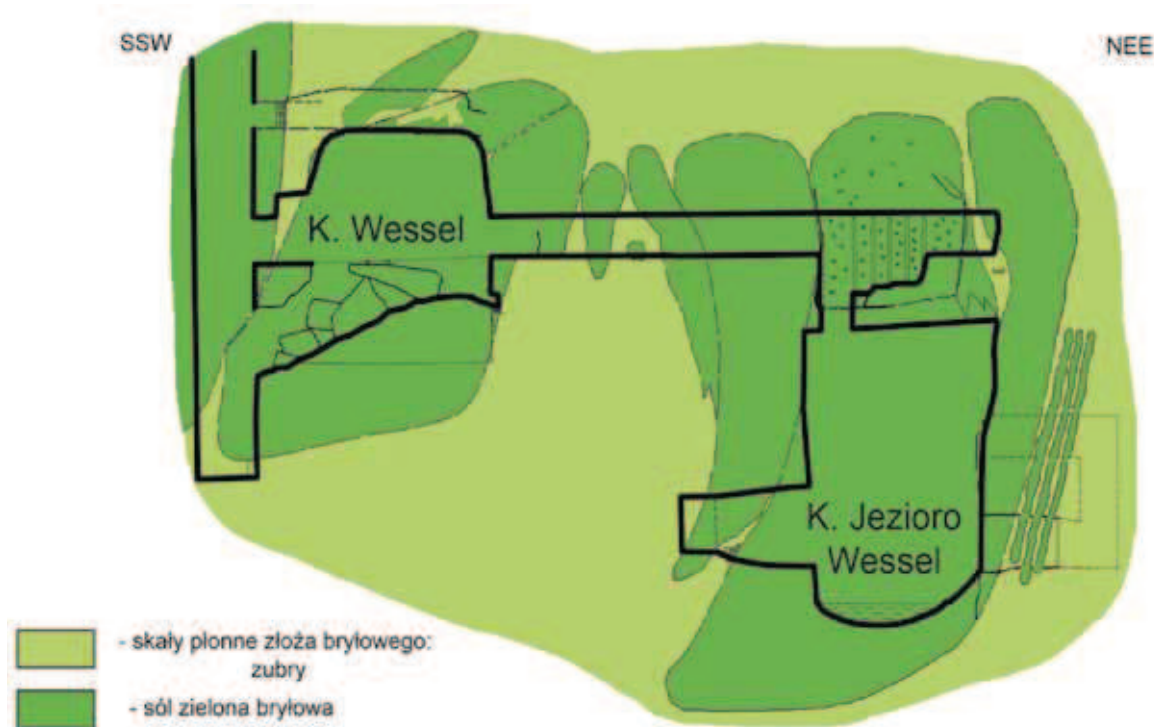 SSW
NEE
K. Wessel
K. Jezioro
Wessel
- skały płonne złoża bryłowego:
zubry
- sól zielona bryłowa